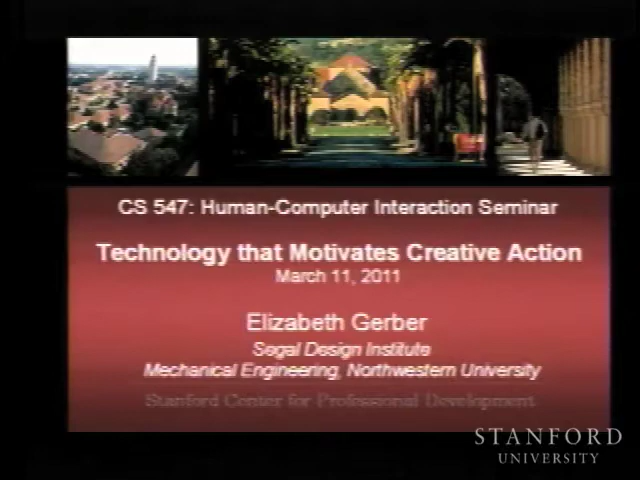 CS 547: Human-Computer Interaction Seminar
Technology that Motivates Creative Action
March 11, 2011
Elizabeth Gerber
Segal Design Institute
Mechanical Engineering, Northwestern University
Stanford Center for Professional Development
STANFORD
UNIVERSITY